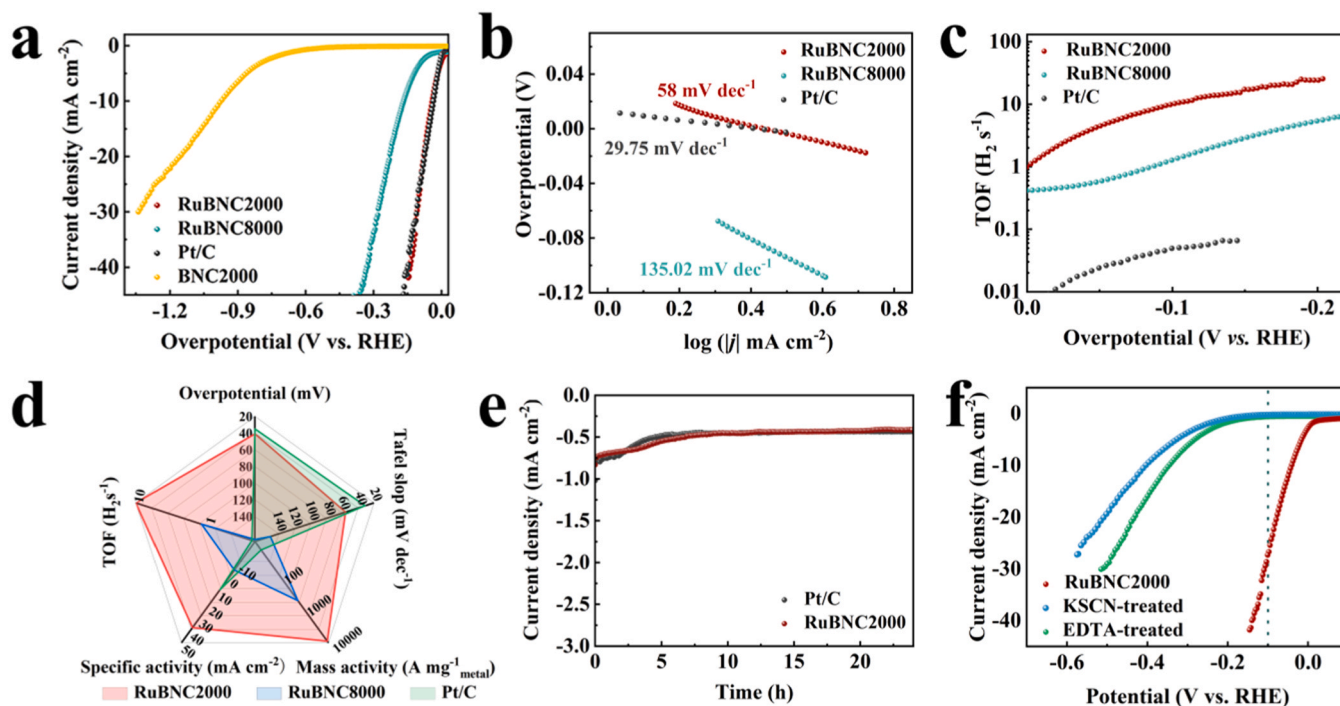 a
Current density (mA cm⁻²)
0
-10
-20
-30
-40
RuBNC2000
RuBNC8000
Pt/C
BNC2000
-1.2
-0.9
-0.6
-0.3
0.0
Overpotential (V vs. RHE)
b
Overpotential (V)
0.04
0.00
-0.04
-0.08
-0.12
RuBNC2000
RuBNC8000
Pt/C
58 mV dec⁻¹
29.75 mV dec⁻¹
135.02 mV dec⁻¹
0.0
0.2
0.4
0.6
0.8
log (|j| mA cm⁻²)
c
TOF (H₂ s⁻¹)
100
10
1
0.1
0.01
RuBNC2000
RuBNC8000
Pt/C
0.0
-0.1
-0.2
Overpotential (V vs. RHE)
d
Overpotential (mV)
20
40
60
80
100
120
140
Tafel slop (mV dec⁻¹)
20
40
60
80
100
120
140
TOF (H₂s⁻¹)
10
1
Specific activity (mA cm⁻²)
-10
0
10
20
30
40
50
Mass activity (A mg⁻¹metal)
100
1000
10000
RuBNC2000
RuBNC8000
Pt/C
e
Current density (mA cm⁻²)
0.0
-0.5
-1.0
-1.5
-2.0
-2.5
-3.0
Pt/C
RuBNC2000
0
5
10
15
20
Time (h)
f
Current density (mA cm⁻²)
0
-10
-20
-30
-40
RuBNC2000
KSCN-treated
EDTA-treated
-0.6
-0.4
-0.2
0.0
Potential (V vs. RHE)